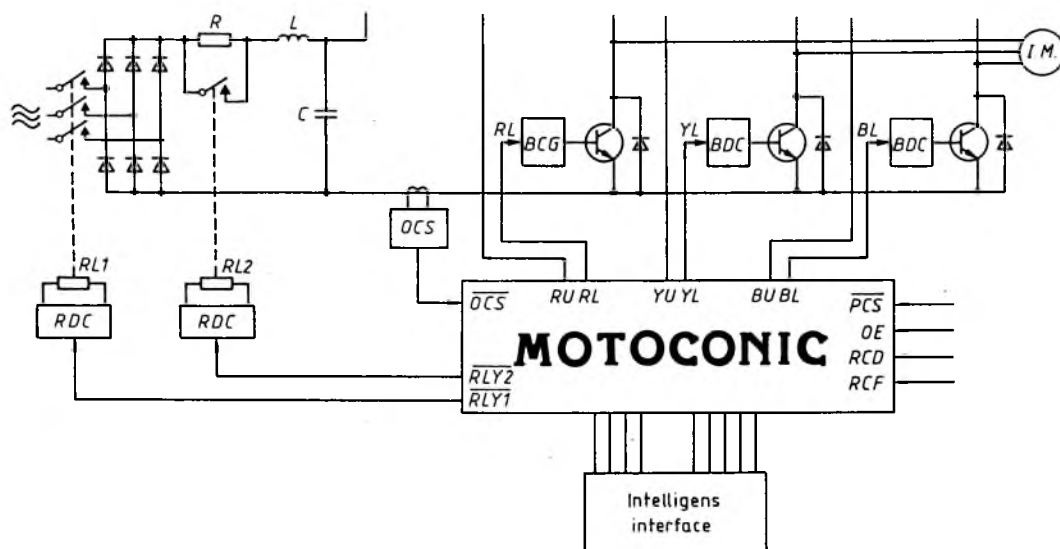 R
L
C
RL
BCG
YL
BDC
BL
BDC
I.M.
OCS
RL1
RL2
RDC
RDC
OCS
RU RL
YU YL
BU BL
PCS
MOTOCONIC
OE
RCD
RCF
RLY2
RLY1
Intelligens
interface